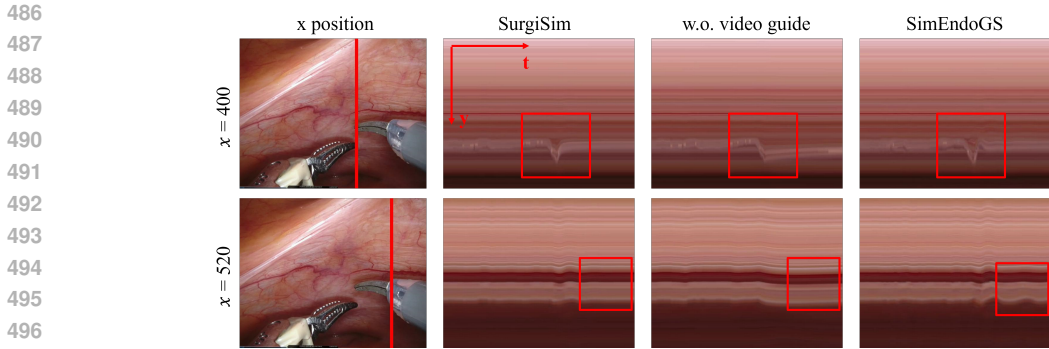 486
x position SurgiSim w.o. video guide SimEndoGS
487
t
488
489
x = 400
y
490
491
492
493
494
x = 520
495
496